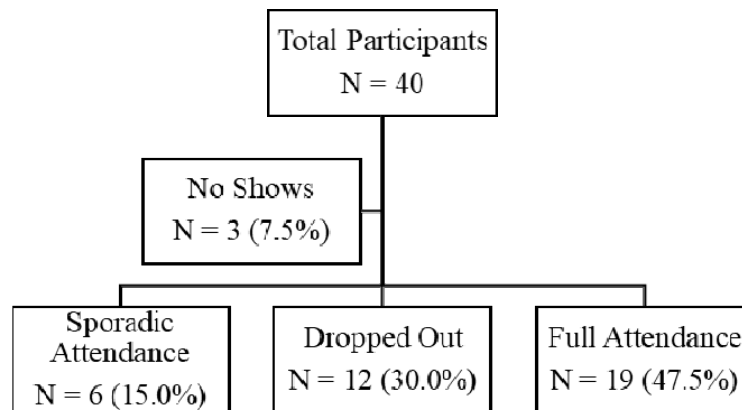 Total Participants
N = 40
No Shows
N = 3 (7.5%)
Sporadic
Attendance
N = 6 (15.0%)
Dropped Out
N = 12 (30.0%)
Full Attendance
N = 19 (47.5%)